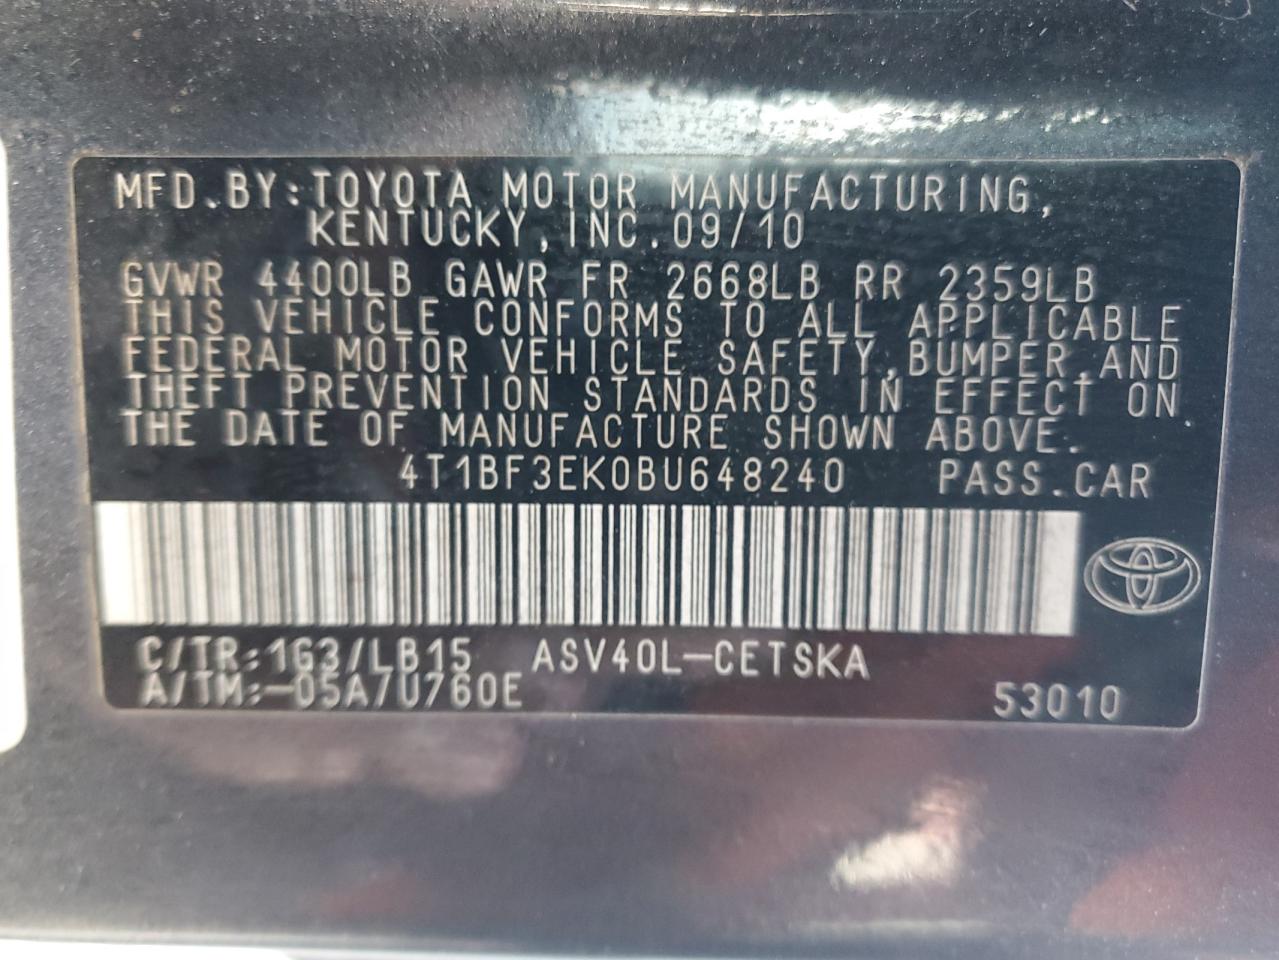 MFD.BY:TOYOTA MOTOR MANUFACTURING,
KENTUCKY,INC.09/10
GVWR 4400LB GAWR FR 2668LB RR 2359LB
THIS VEHICLE CONFORMS TO ALL APPLICABLE
FEDERAL MOTOR VEHICLE SAFETY,BUMPER,AND
THEFT PREVENTION STANDARDS IN EFFECT ON
THE DATE OF MANUFACTURE SHOWN ABOVE.
4T1BF3EK0BU648240 PASS.CAR
C/TR:1G3/LB15 ASV40L-CETSKA
A/TM:-05A/U760E
53010